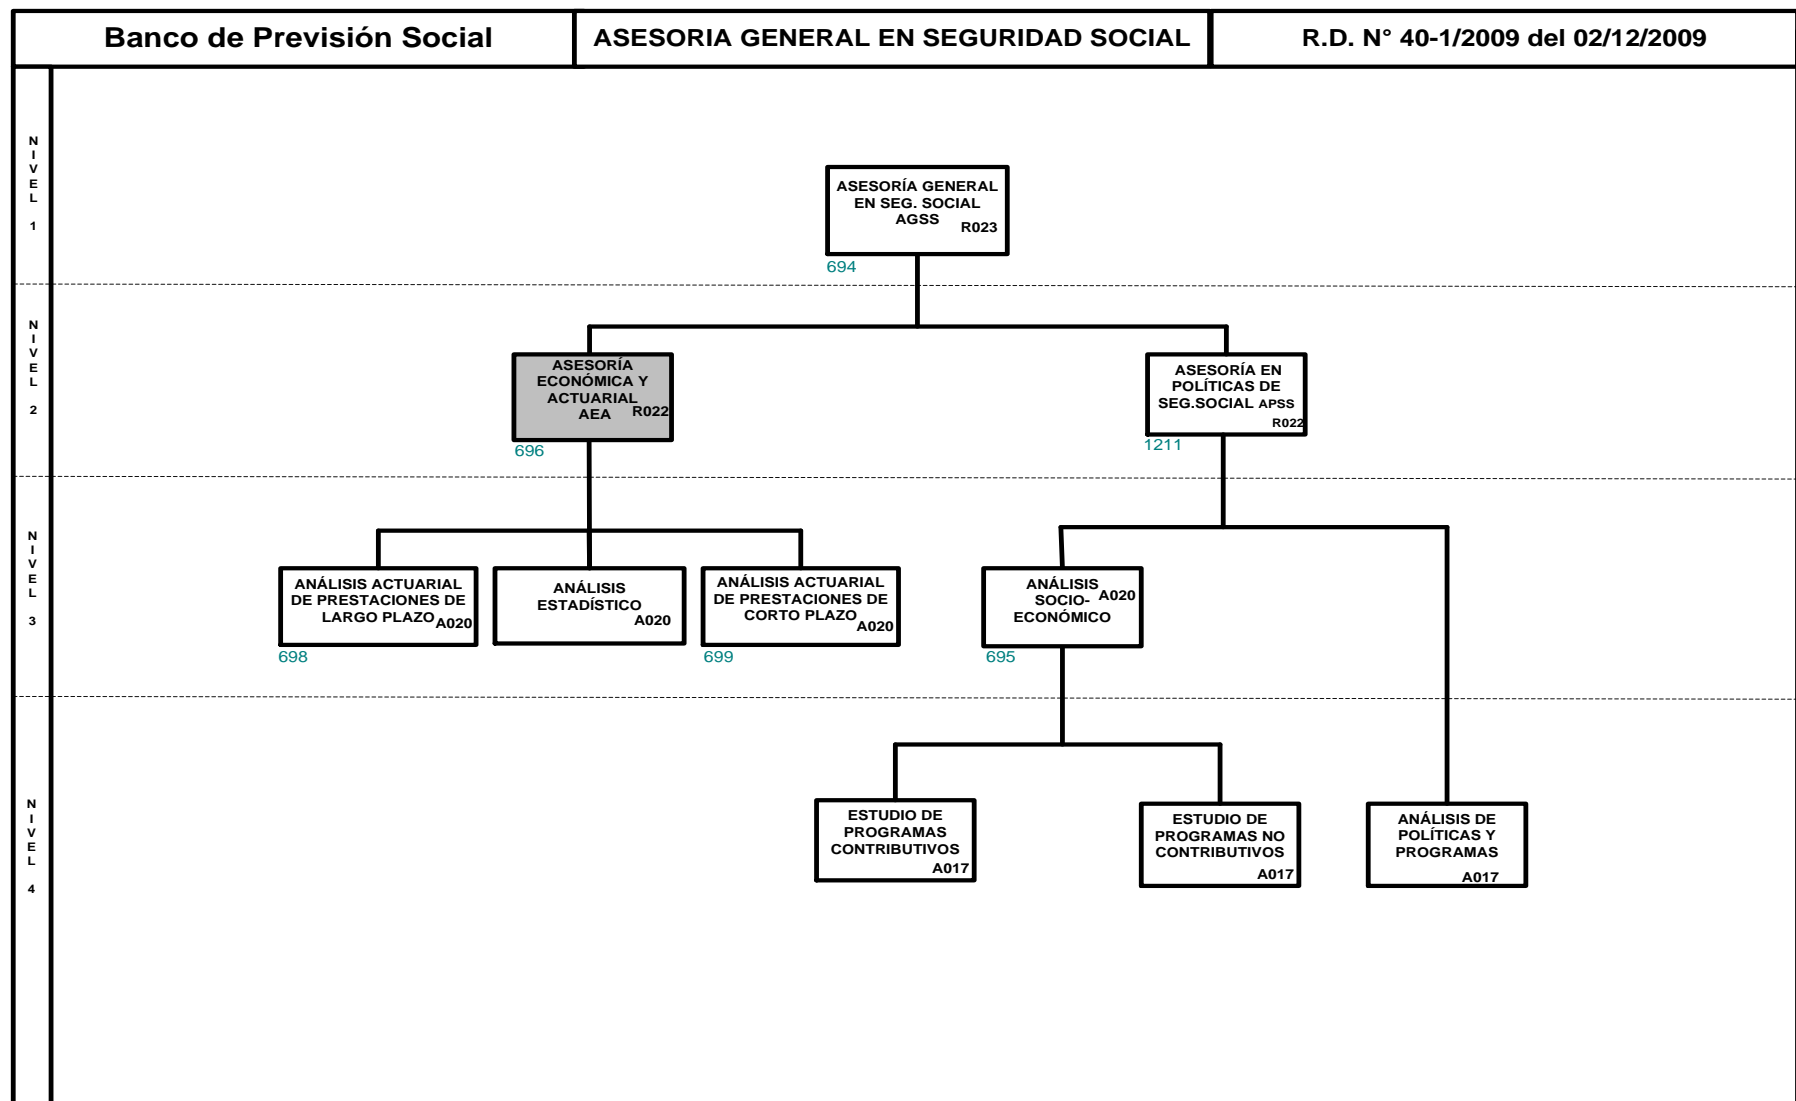 Banco de Previsión Social
ASESORIA GENERAL EN SEGURIDAD SOCIAL
R.D. N° 40-1/2009 del 02/12/2009
NIVEL 1
ASESORÍA GENERAL
EN SEG. SOCIAL
AGSS
R023
694
NIVEL 2
ASESORÍA
ECONÓMICA Y
ACTUARIAL
AEA R022
696
ASESORÍA EN
POLÍTICAS DE
SEG.SOCIAL APSS
R022
1211
NIVEL 3
ANÁLISIS ACTUARIAL
DE PRESTACIONES DE
LARGO PLAZO A020
698
ANÁLISIS
ESTADÍSTICO
A020
ANÁLISIS ACTUARIAL
DE PRESTACIONES DE
CORTO PLAZO A020
699
ANÁLISIS
SOCIO- A020
ECONÓMICO
695
NIVEL 4
ESTUDIO DE
PROGRAMAS
CONTRIBUTIVOS
A017
ESTUDIO DE
PROGRAMAS NO
CONTRIBUTIVOS
A017
ANÁLISIS DE
POLÍTICAS Y
PROGRAMAS
A017